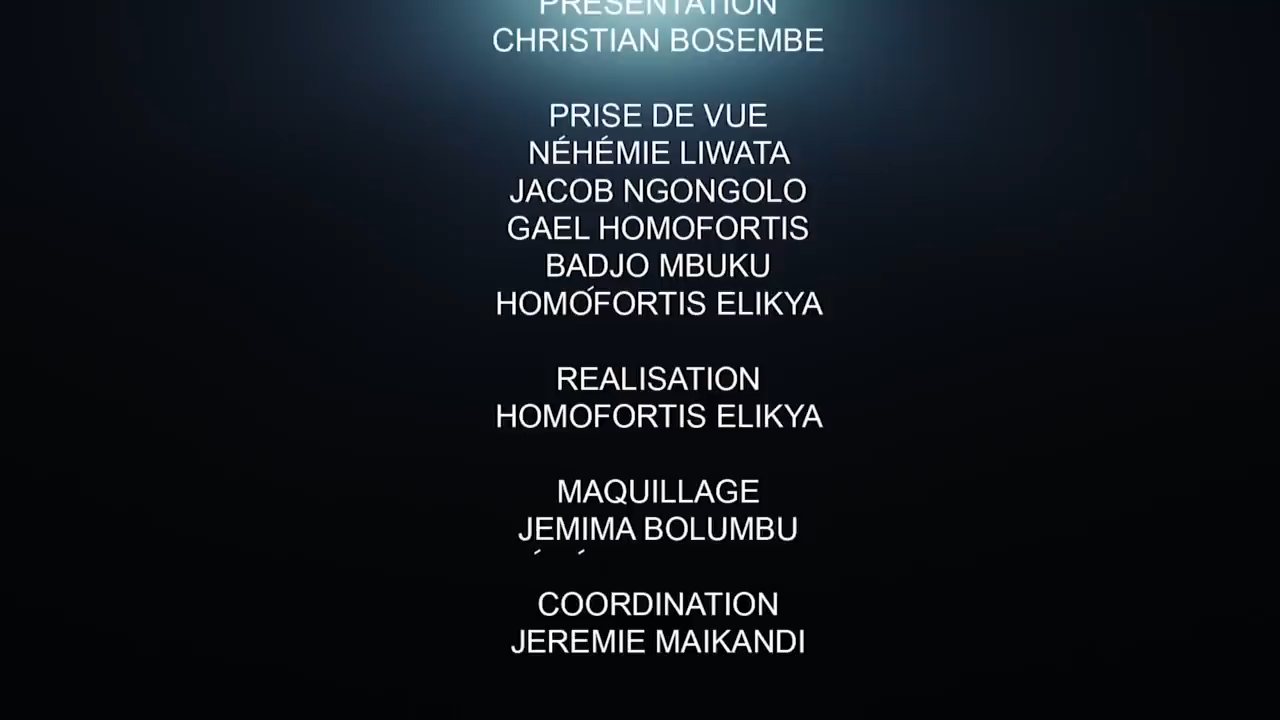 PRESENTATION
CHRISTIAN BOSEMBE
PRISE DE VUE
NÉHÉMIE LIWATA
JACOB NGONGOLO
GAEL HOMOFORTIS
BADJO MBUKU
HOMOFORTIS ELIKYA
REALISATION
HOMOFORTIS ELIKYA
MAQUILLAGE
JEMIMA BOLUMBU
COORDINATION
JEREMIE MAIKANDI